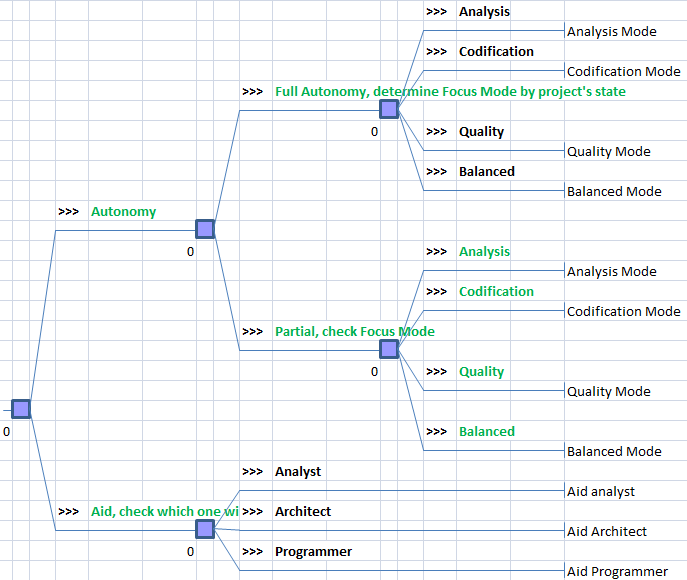 >>> Analysis
Analysis Mode
>>> Codification
Codification Mode
>>> Full Autonomy, determine Focus Mode by project's state
0
>>> Quality
Quality Mode
>>> Balanced
Balanced Mode
>>> Autonomy
0
>>> Analysis
Analysis Mode
>>> Codification
Codification Mode
>>> Partial, check Focus Mode
0
>>> Quality
Quality Mode
>>> Balanced
Balanced Mode
0
>>> Analyst
Aid analyst
>>> Aid, check which one wi
>>> Architect
Aid Architect
0
>>> Programmer
Aid Programmer